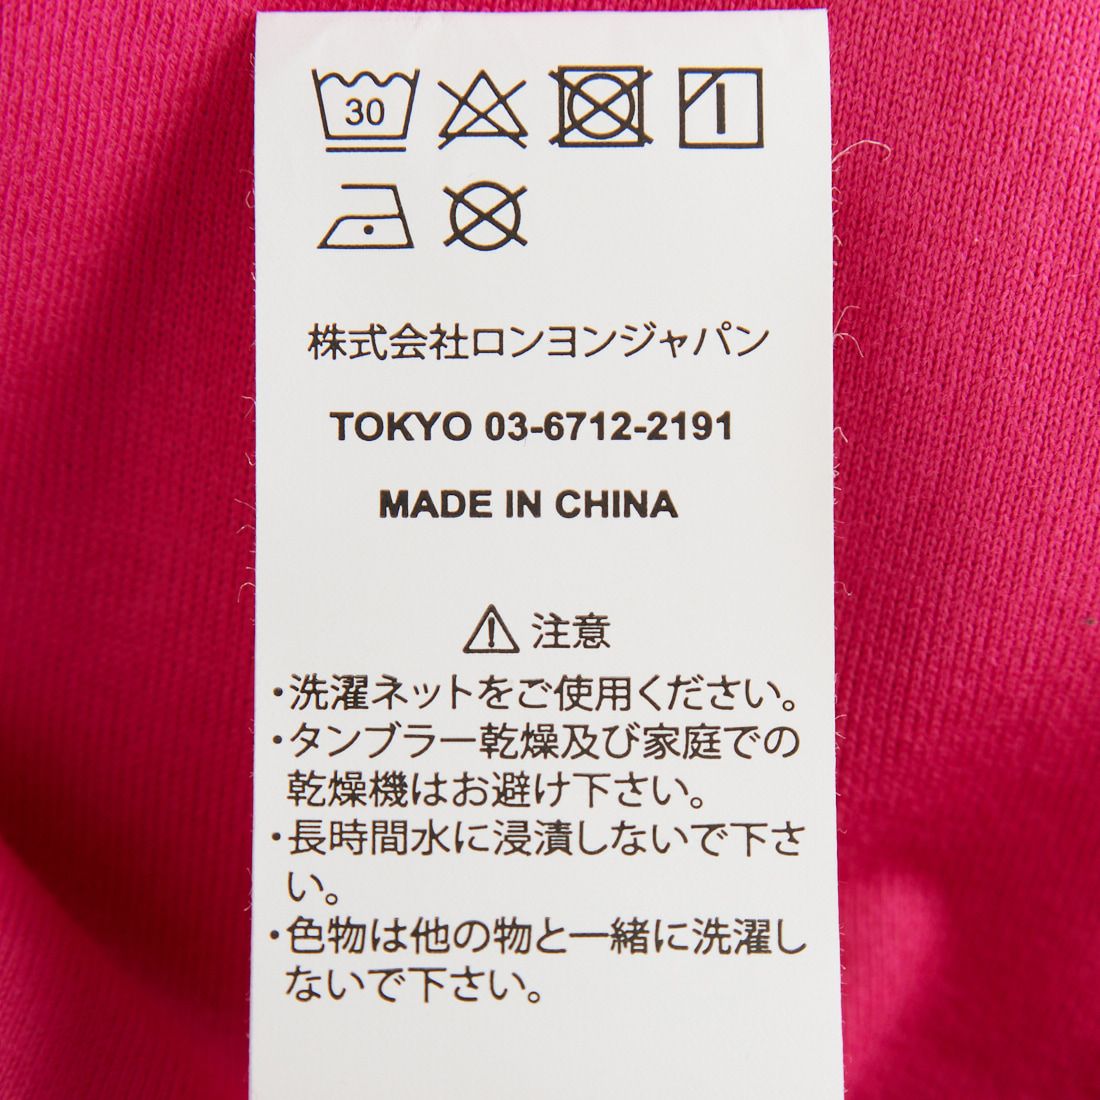 30
株式会社ロンヨンジャパン
TOKYO 03-6712-2191
MADE IN CHINA
注意
・洗濯ネットをご使用ください。
・タンブラー乾燥及び家庭での
乾燥機はお避け下さい。
・長時間水に浸漬しないで下さ
い。
・色物は他の物と一緒に洗濯し
ないで下さい。